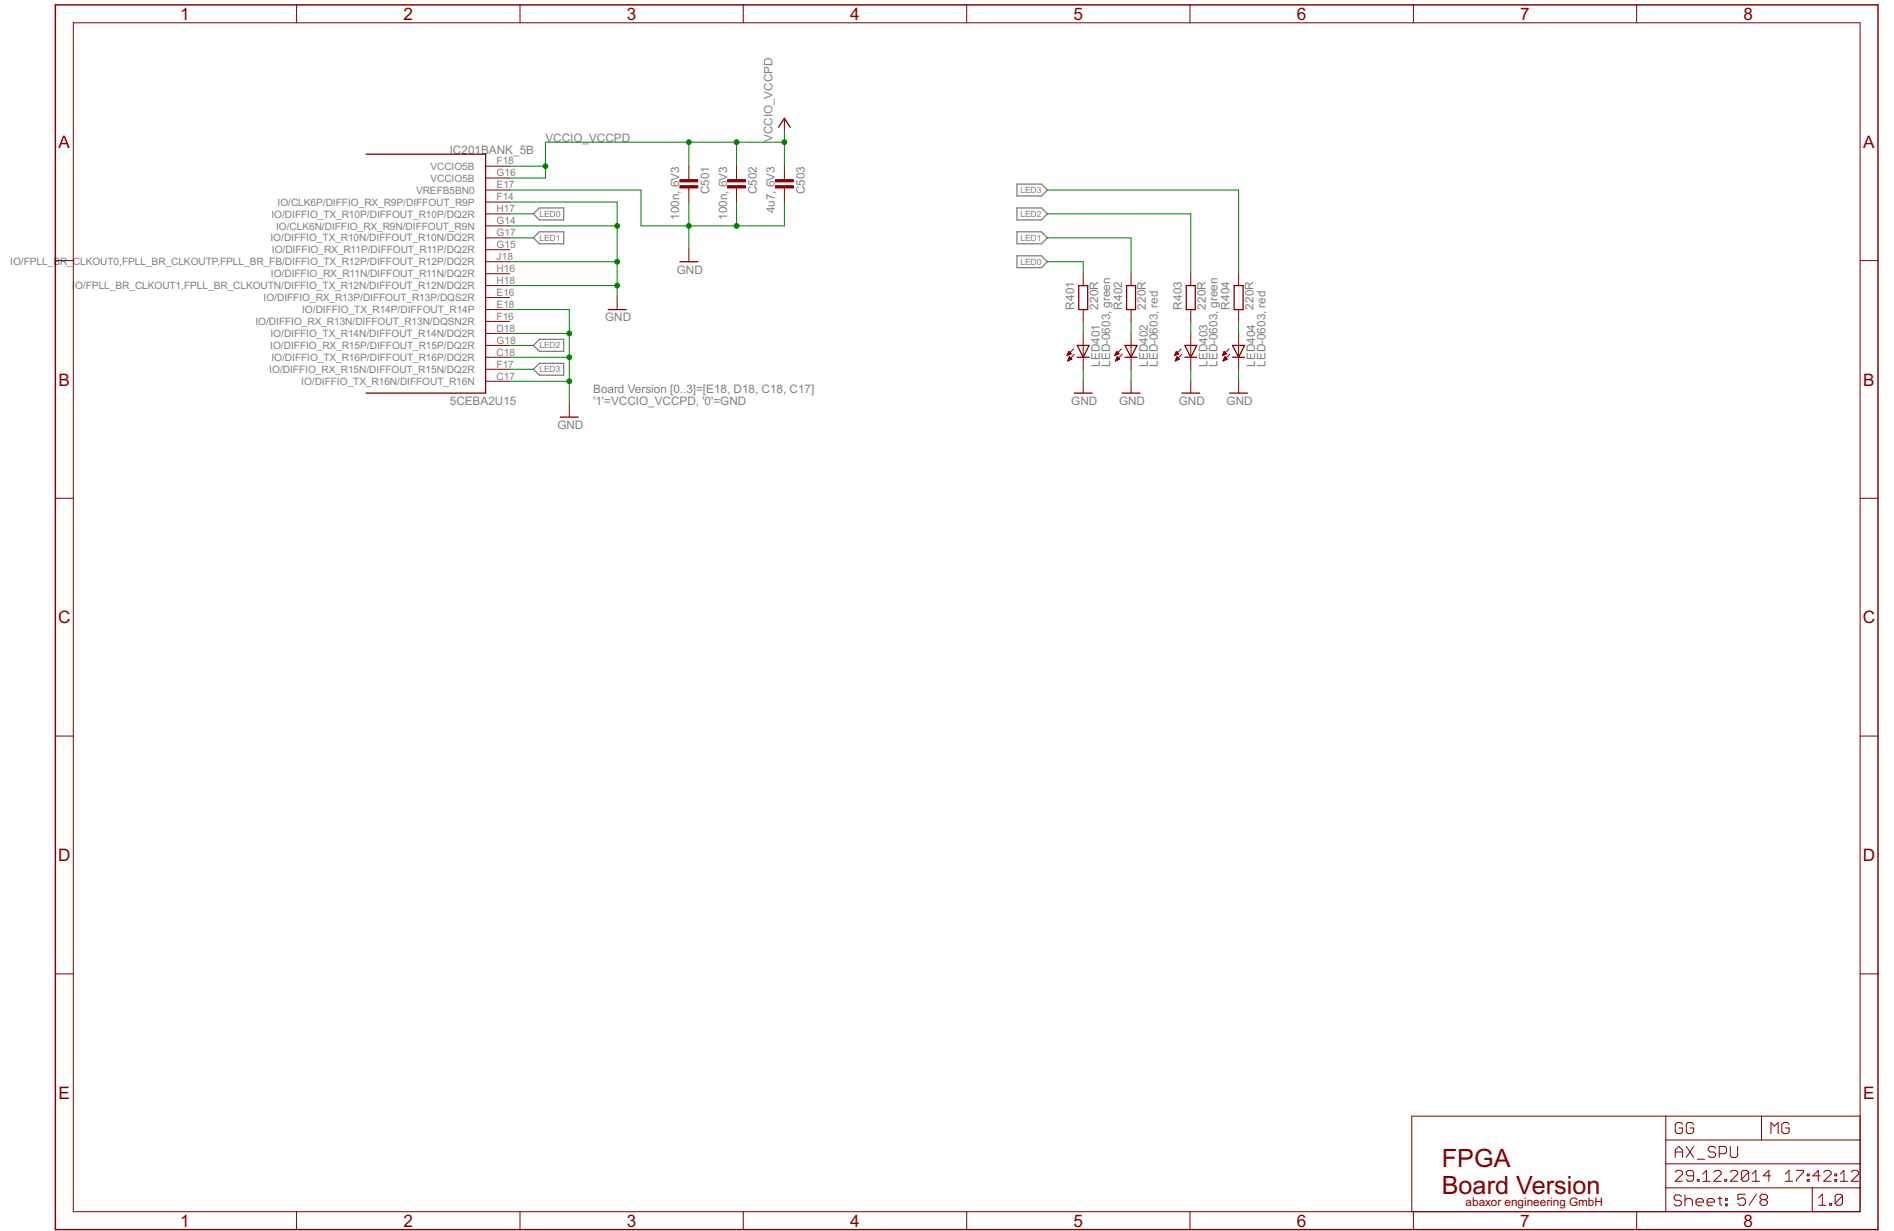 1 2 3 4 5 6 7 8
A A
B B
C C
D D
E E
1 2 3 4 5 6 7 8
IC201BANK_5B
VCCIO5B F18
VCCIO5B G16
VREFB5BN0 E17
IO/CLK6P/DIFFIO_RX_R9P/DIFFOUT_R9P F14
IO/DIFFIO_TX_R10P/DIFFOUT_R10P/DQ2R H17 LED0
IO/CLK6N/DIFFIO_RX_R9N/DIFFOUT_R9N G14
IO/DIFFIO_TX_R10N/DIFFOUT_R10N/DQ2R G17 LED1
IO/DIFFIO_RX_R11P/DIFFOUT_R11P/DQ2R G15
IO/FPLL_BR_CLKOUT0,FPLL_BR_CLKOUTP,FPLL_BR_FB/DIFFIO_TX_R12P/DIFFOUT_R12P/DQ2R J18
IO/DIFFIO_RX_R11N/DIFFOUT_R11N/DQ2R H16
IO/FPLL_BR_CLKOUT1,FPLL_BR_CLKOUTN/DIFFIO_TX_R12N/DIFFOUT_R12N/DQ2R H18
IO/DIFFIO_RX_R13P/DIFFOUT_R13P/DQS2R E16
IO/DIFFIO_TX_R14P/DIFFOUT_R14P E18
IO/DIFFIO_RX_R13N/DIFFOUT_R13N/DQSN2R F16
IO/DIFFIO_TX_R14N/DIFFOUT_R14N/DQ2R D18
IO/DIFFIO_RX_R15P/DIFFOUT_R15P/DQ2R G18 LED2
IO/DIFFIO_TX_R16P/DIFFOUT_R16P/DQ2R C18
IO/DIFFIO_RX_R15N/DIFFOUT_R15N/DQ2R F17 LED3
IO/DIFFIO_TX_R16N/DIFFOUT_R16N C17
5CEBA2U15
VCCIO_VCCPD
VCCIO_VCCPD
100n, 6V3
C501
100n, 6V3
C502
4u7, 6V3
C503
GND
GND
GND
Board Version [0..3]=[E18, D18, C18, C17]
'1'=VCCIO_VCCPD, '0'=GND
LED3
LED2
LED1
LED0
R401
220R
R402
220R
R403
220R
R404
220R
LED401
LED-0603, green
LED402
LED-0603, red
LED403
LED-0603, green
LED404
LED-0603, red
GND GND GND GND
FPGA
Board Version
abaxor engineering GmbH
GG MG
AX_SPU
29.12.2014 17:42:12
Sheet: 5/8 1.0